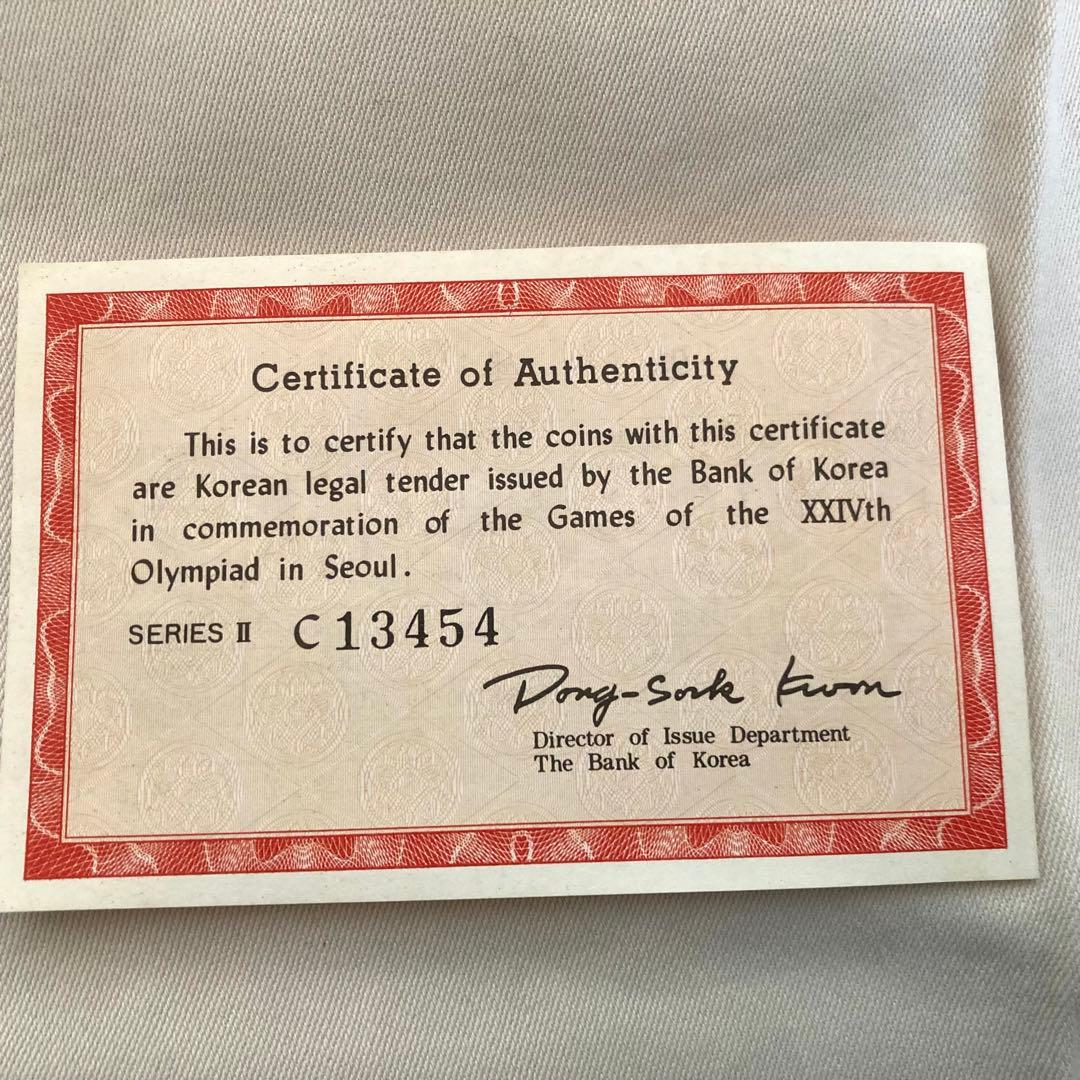 Certificate of Authenticity
This is to certify that the coins with this certificate
are Korean legal tender issued by the Bank of Korea
in commemoration of the Games of the XXIVth
Olympiad in Seoul.
SERIES II C13454
Dong-Sork Kwon
Director of Issue Department
The Bank of Korea